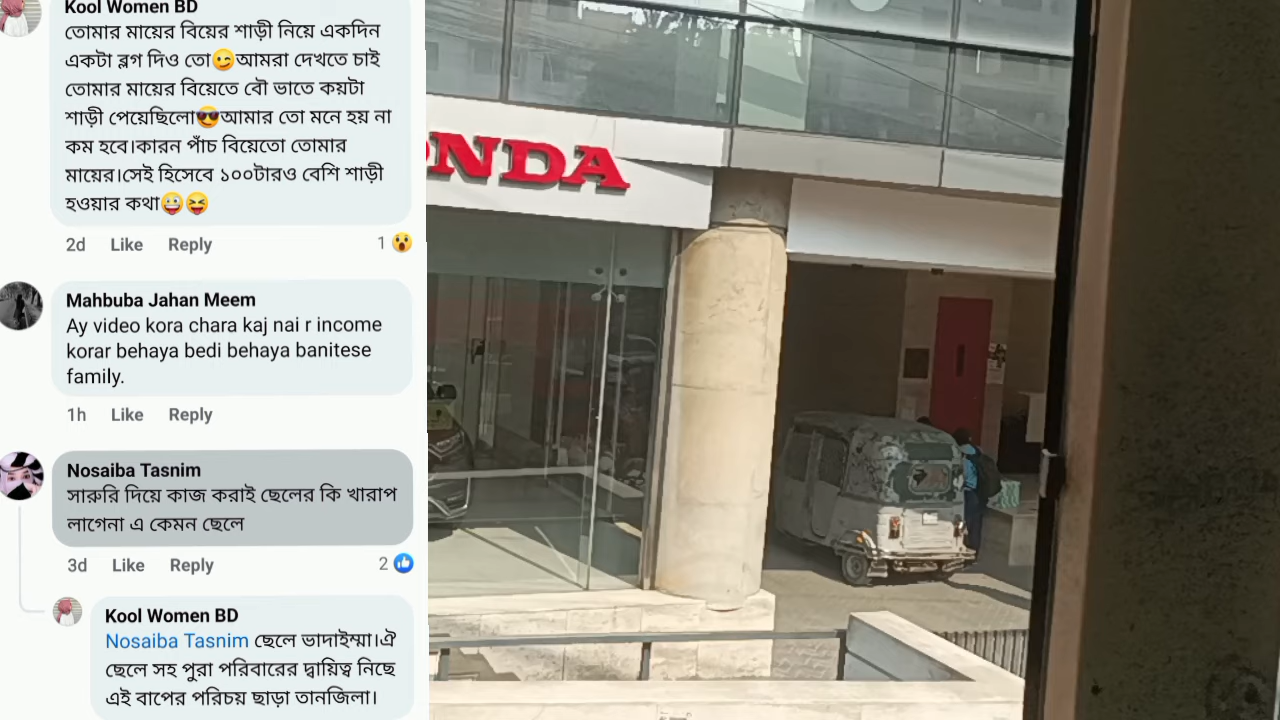 Kool Women BD
তোমার মায়ের বিয়ের শাড়ী নিয়ে একদিন
একটা ব্লগ দিও তো😉আমরা দেখতে চাই
তোমার মায়ের বিয়েতে বৌ ভাতে কয়টা
শাড়ী পেয়েছিলো😎আমার তো মনে হয় না
কম হবে।কারন পাঁচ বিয়েতো তোমার
মায়ের।সেই হিসেবে ১০০টারও বেশি শাড়ী
হওয়ার কথা😀😝
2d Like Reply 1
Mahbuba Jahan Meem
Ay video kora chara kaj nai r income
korar behaya bedi behaya banitese
family.
1h Like Reply
Nosaiba Tasnim
সারুরি দিয়ে কাজ করাই ছেলের কি খারাপ
লাগেনা এ কেমন ছেলে
3d Like Reply 2
Kool Women BD
Nosaiba Tasnim ছেলে ভাদাইম্মা।ঐ
ছেলে সহ পুরা পরিবারের দ্বায়িত্ব নিছে
এই বাপের পরিচয় ছাড়া তানজিলা।
ONDA